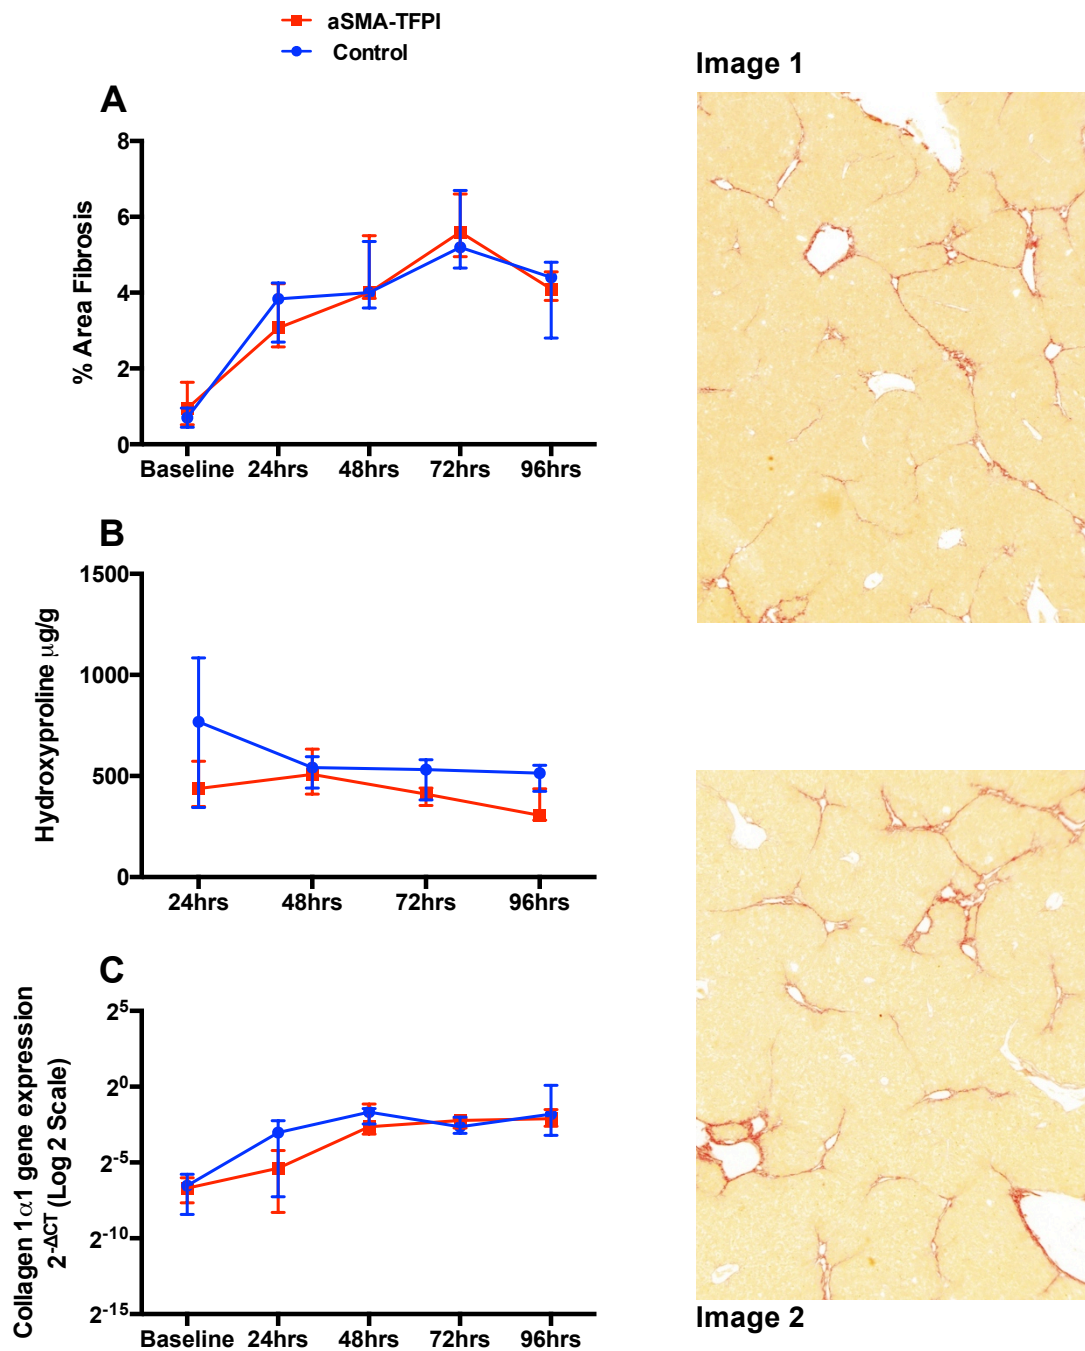 aSMA-TFPI
Control
Image 1
A
% Area Fibrosis
8
6
4
2
0
Baseline 24hrs 48hrs 72hrs 96hrs
B
Hydroxyproline μg/g
1500
1000
500
0
24hrs 48hrs 72hrs 96hrs
C
Collagen 1α1 gene expression
2-ΔCT (Log 2 Scale)
2^5
2^0
2^-5
2^-10
2^-15
Baseline 24hrs 48hrs 72hrs 96hrs
Image 2